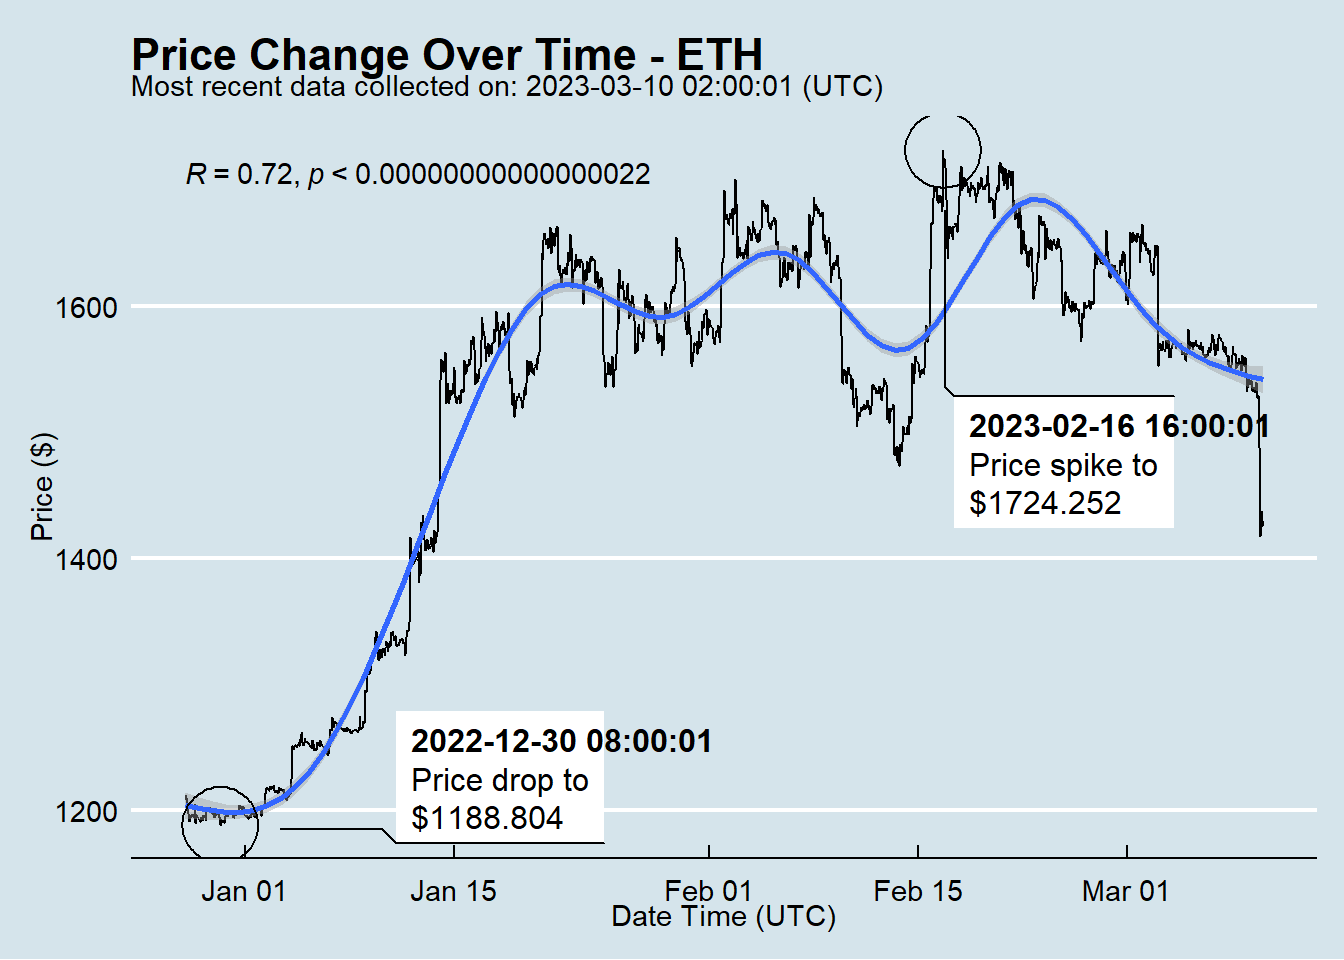 Price Change Over Time - ETH
Most recent data collected on: 2023-03-10 02:00:01 (UTC)
R = 0.72, p < 0.00000000000000022
1600
2023-02-16 16:00:01
Price spike to
$1724.252
Price ($)
1400
2022-12-30 08:00:01
Price drop to
$1188.804
1200
Jan 01 Jan 15 Feb 01 Feb 15 Mar 01
Date Time (UTC)